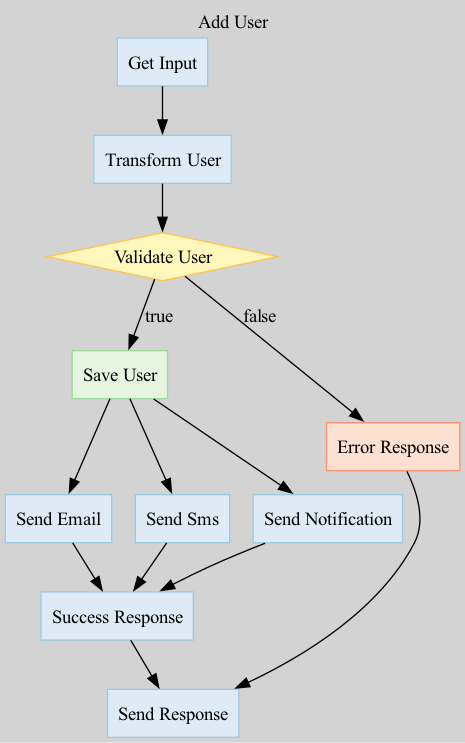 Add User
Get Input
Transform User
Validate User
true
false
Save User
Error Response
Send Email
Send Sms
Send Notification
Success Response
Send Response